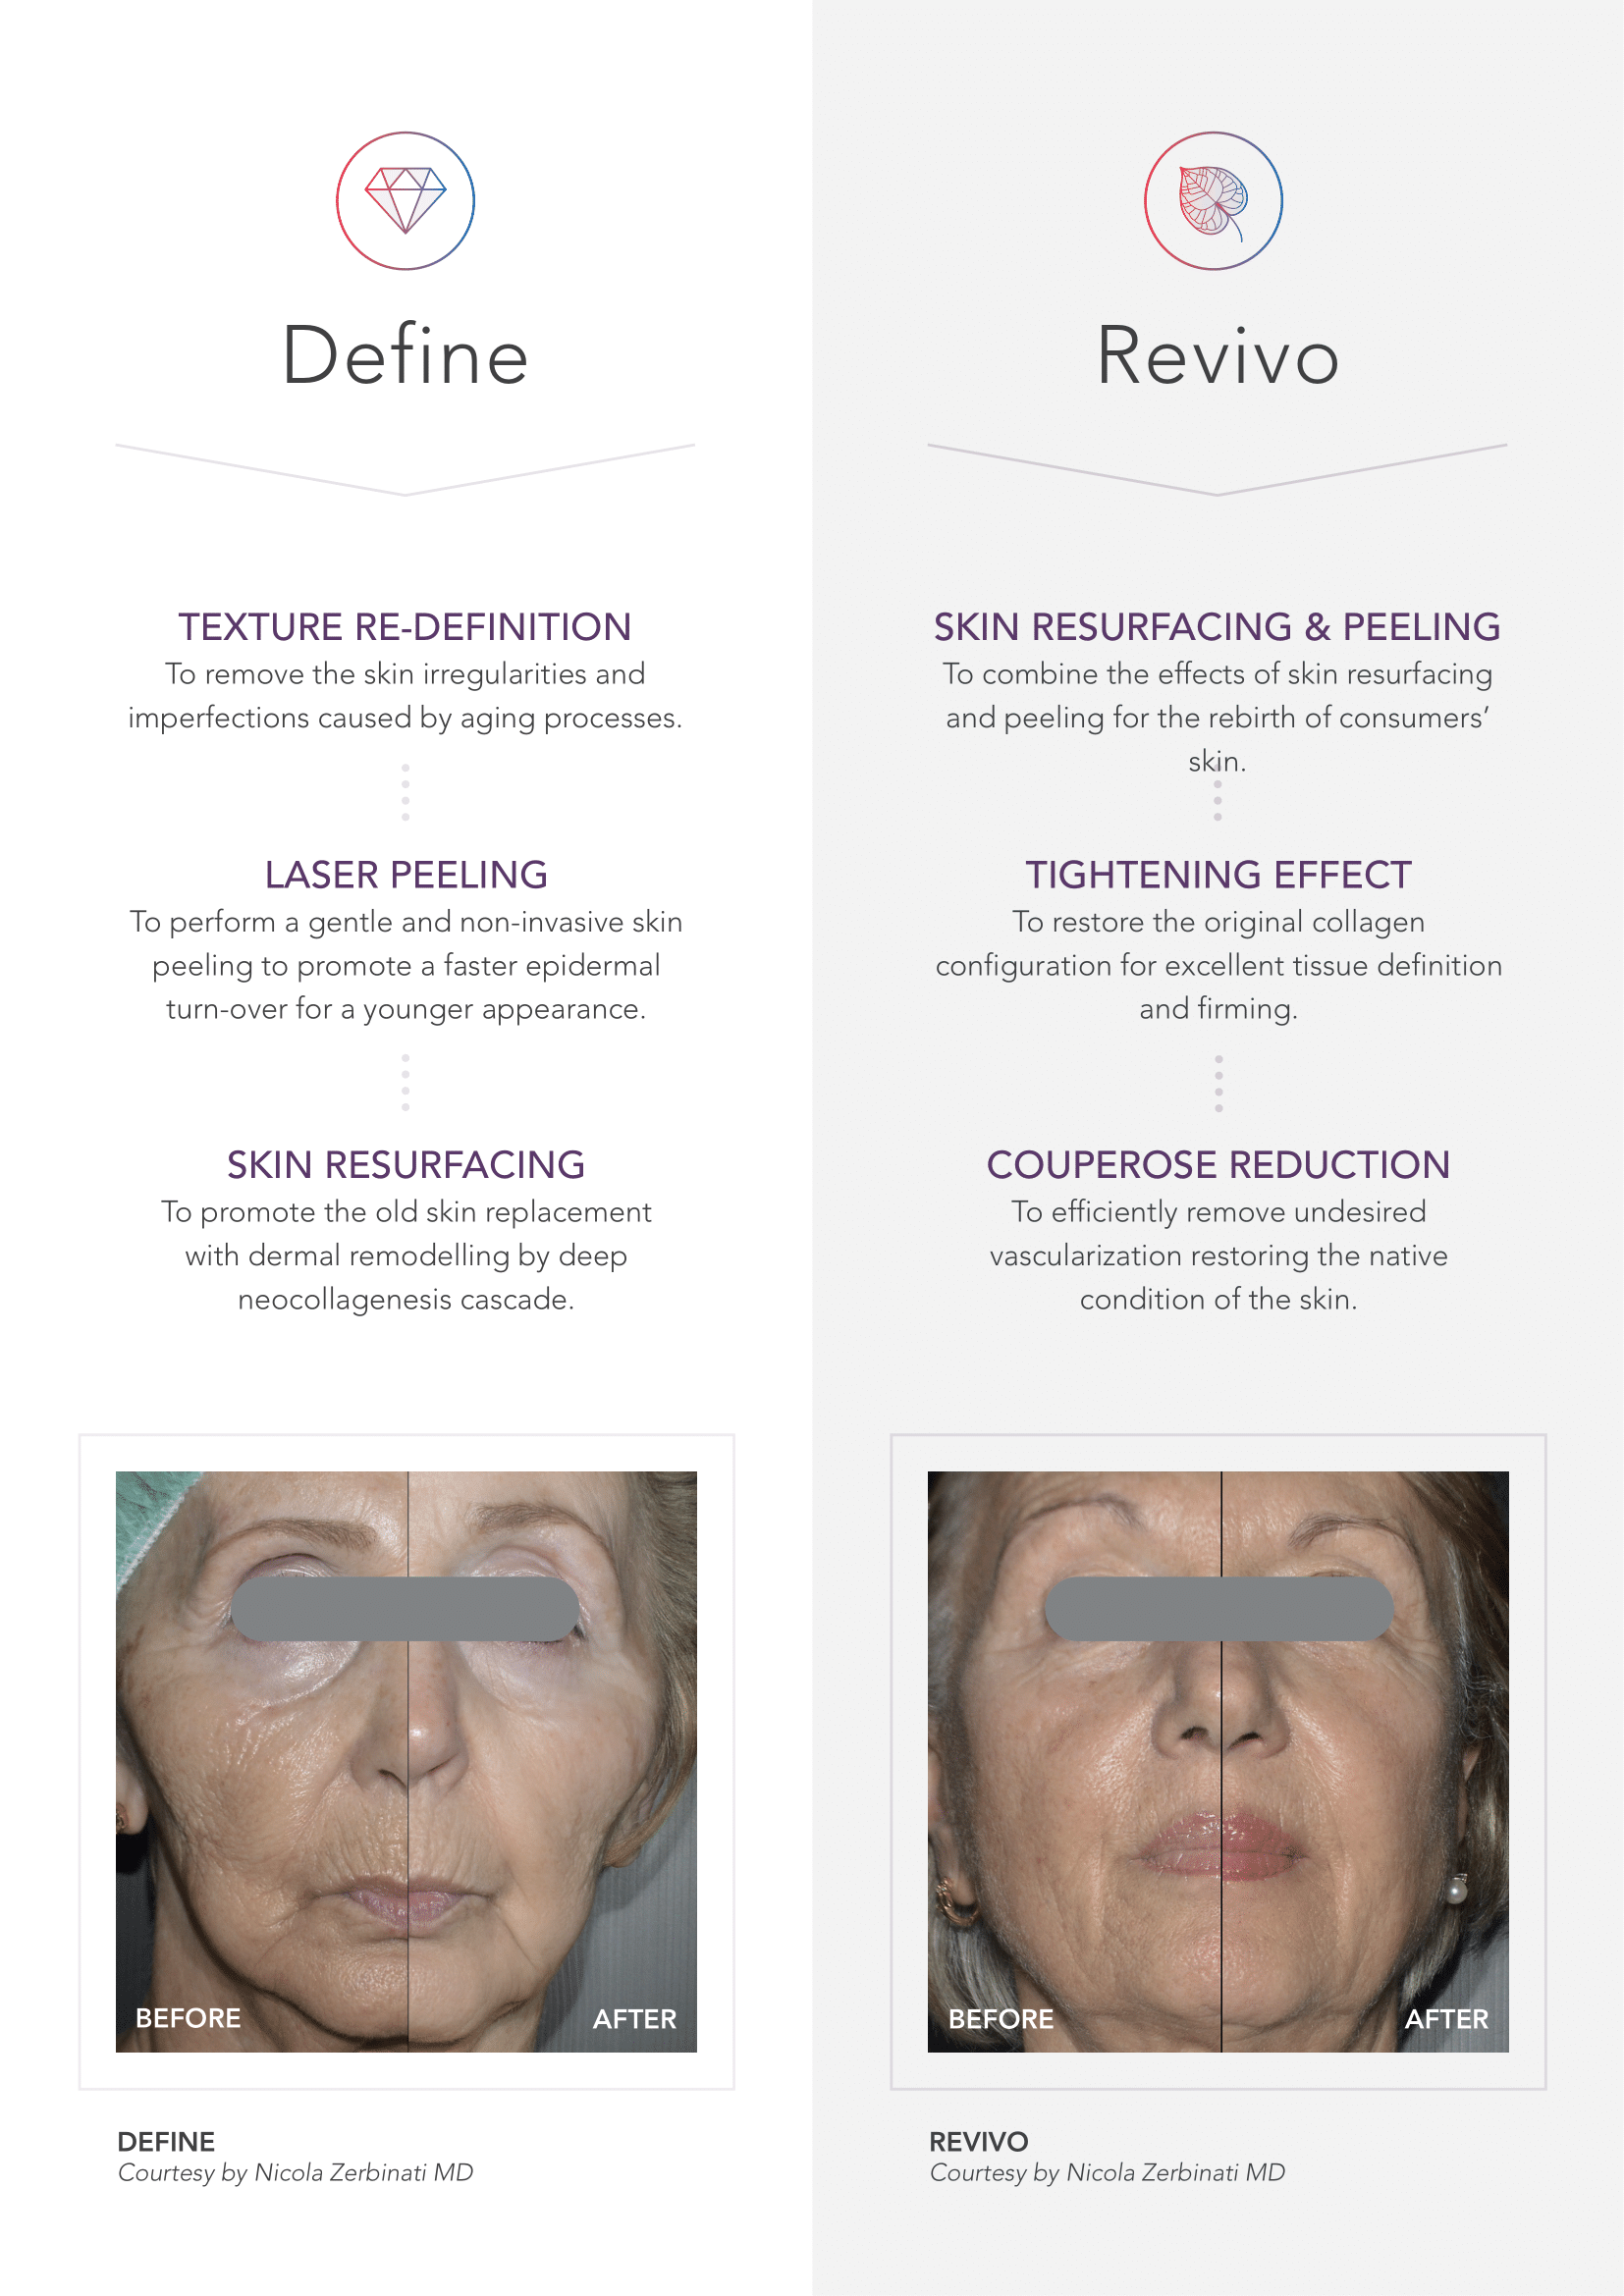 Define
TEXTURE RE-DEFINITION
To remove the skin irregularities and
imperfections caused by aging processes.
LASER PEELING
To perform a gentle and non-invasive skin
peeling to promote a faster epidermal
turn-over for a younger appearance.
SKIN RESURFACING
To promote the old skin replacement
with dermal remodelling by deep
neocollagenesis cascade.
BEFORE
AFTER
DEFINE
Courtesy by Nicola Zerbinati MD
Revivo
SKIN RESURFACING & PEELING
To combine the effects of skin resurfacing
and peeling for the rebirth of consumers’
skin.
TIGHTENING EFFECT
To restore the original collagen
configuration for excellent tissue definition
and firming.
COUPEROSE REDUCTION
To efficiently remove undesired
vascularization restoring the native
condition of the skin.
BEFORE
AFTER
REVIVO
Courtesy by Nicola Zerbinati MD